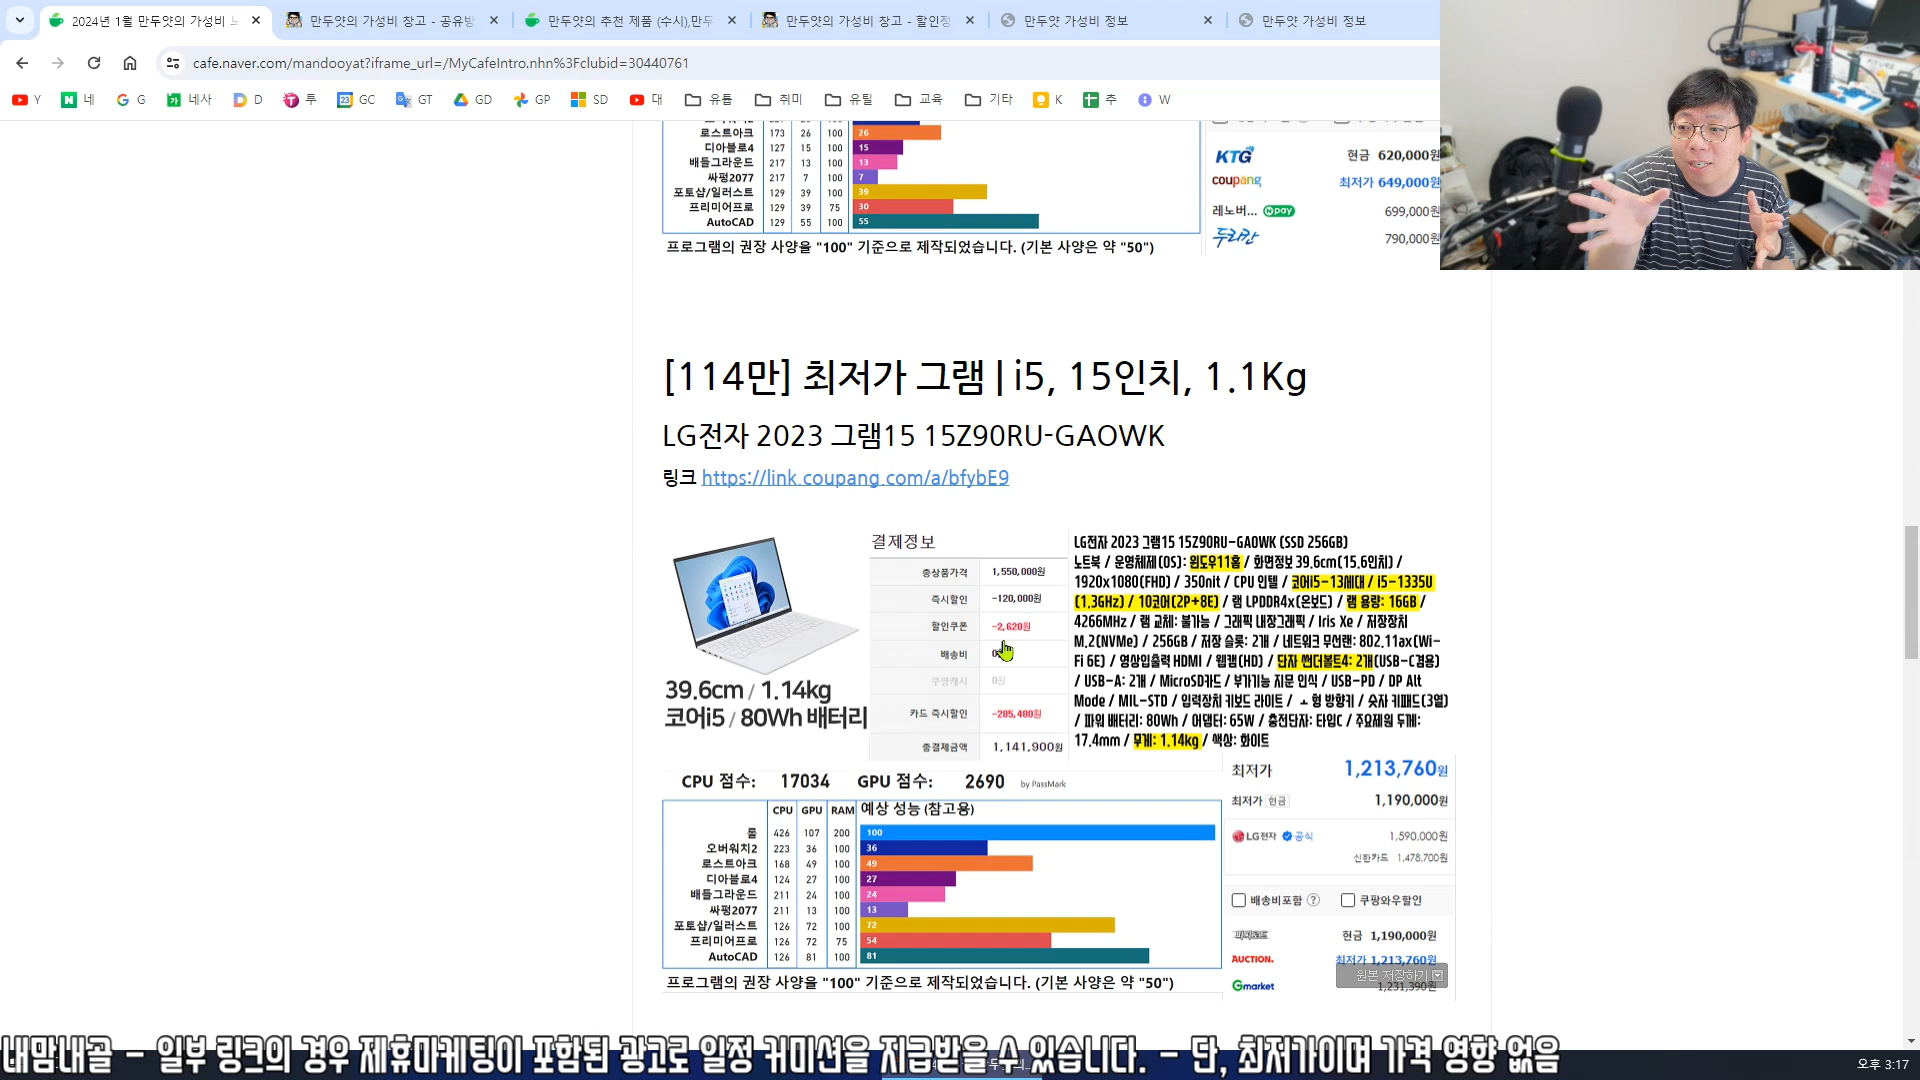 2024년 1월 만두얏의 가성비 노
만두얏의 가성비 창고 - 공유방
만두얏의 추천 제품 (수시),만두
만두얏의 가성비 창고 - 할인정
만두얏 가성비 정보
만두얏 가성비 정보
cafe.naver.com/mandooyat?iframe_url=/MyCafeIntro.nhn%3Fclubid=30440761
Y 네 G 네사 D 투 GC GT GD GP SD 대 유튭 취미 유틸 교육 기타 K 추 W
로스트아크 173 26 100 26
디아블로4 127 15 100 15
배틀그라운드 217 13 100 13
싸펑2077 217 7 100 7
포토샵/일러스트 129 39 100 39
프리미어프로 129 39 75 30
AutoCAD 129 55 100 55
프로그램의 권장 사양을 "100" 기준으로 제작되었습니다. (기본 사양은 약 "50")
KTG 현금 620,000원
coupang 최저가 649,000원
레노버... N pay 699,000원
두리칸 790,000원
[114만] 최저가 그램 | i5, 15인치, 1.1Kg
LG전자 2023 그램15 15Z90RU-GAOWK
링크 https://link.coupang.com/a/bfybE9
39.6cm / 1.14kg
코어i5 / 80Wh 배터리
결제정보
총상품가격 1,550,000원
즉시할인 -120,000원
할인쿠폰 -2,620원
배송비 0
쿠팡캐시 0원
카드 즉시할인 -285,480원
총결제금액 1,141,900원
LG전자 2023 그램15 15Z90RU-GAOWK (SSD 256GB)
노트북 / 운영체제(OS): 윈도우11홈 / 화면정보 39.6cm(15.6인치) /
1920x1080(FHD) / 350nit / CPU 인텔 / 코어i5-13세대 / i5-1335U
(1.3GHz) / 10코어(2P+8E) / 램 LPDDR4x(온보드) / 램 용량: 16GB /
4266MHz / 램 교체: 불가능 / 그래픽 내장그래픽 / Iris Xe / 저장장치
M.2(NVMe) / 256GB / 저장 슬롯: 2개 / 네트워크 무선랜: 802.11ax(Wi-
Fi 6E) / 영상입출력 HDMI / 웹캠(HD) / 단자 썬더볼트4: 2개(USB-C겸용)
/ USB-A: 2개 / MicroSD카드 / 부가기능 지문 인식 / USB-PD / DP Alt
Mode / MIL-STD / 입력장치 키보드 라이트 / ㅗ 형 방향키 / 숫자 키패드(3열)
/ 파워 배터리: 80Wh / 어댑터: 65W / 충전단자: 타입C / 주요제원 두께:
17.4mm / 무게: 1.14kg / 색상: 화이트
CPU 점수: 17034 GPU 점수: 2690 by PassMark
CPU GPU RAM 예상 성능 (참고용)
롤 426 107 200 100
오버워치2 223 36 100 36
로스트아크 168 49 100 49
디아블로4 124 27 100 27
배틀그라운드 211 24 100 24
싸펑2077 211 13 100 13
포토샵/일러스트 126 72 100 72
프리미어프로 126 72 75 54
AutoCAD 126 81 100 81
프로그램의 권장 사양을 "100" 기준으로 제작되었습니다. (기본 사양은 약 "50")
최저가 1,213,760원
최저가 현금 1,190,000원
LG전자 공식 1,590,000원
신한카드 1,478,700원
배송비포함 ? 쿠팡와우할인
현금 1,190,000원
AUCTION. 최저가 1,213,760원
원본 저장하기
Gmarket 1,231,390원
내맘내골 - 일부 링크의 경우 제휴마케팅이 포함된 광고로 일정 커미션을 지급받을 수 있습니다. - 단, 최저가이며 가격 영향 없음
오후 3:17